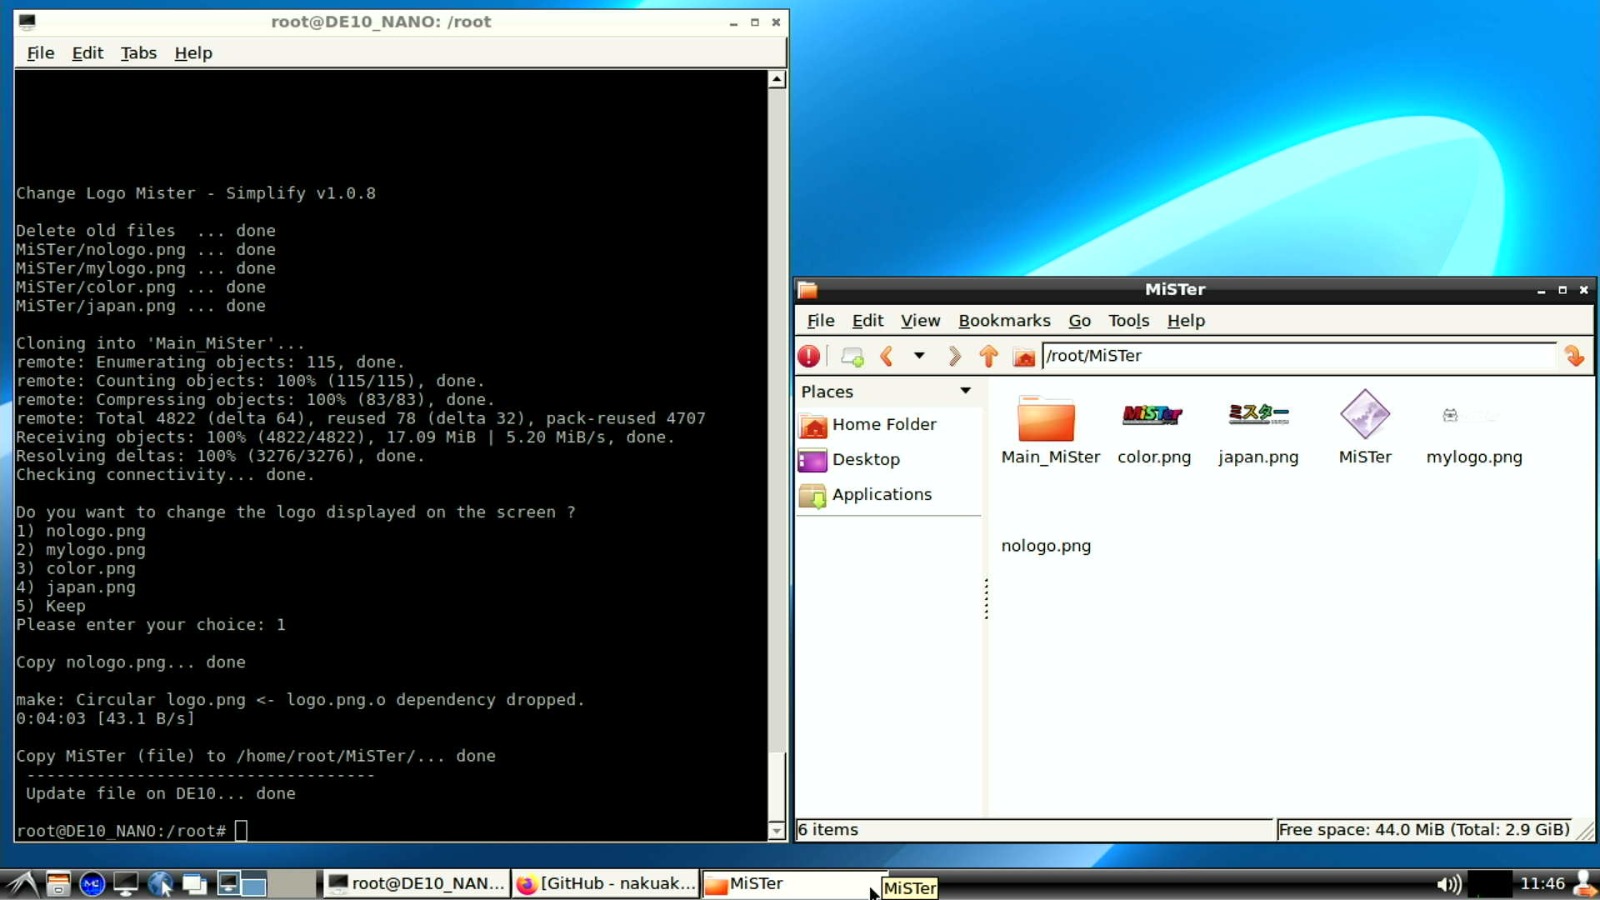 root@DE10_NANO: /root
File Edit Tabs Help
Change Logo Mister - Simplify v1.0.8
Delete old files  ... done
MiSTer/nologo.png ... done
MiSTer/mylogo.png ... done
MiSTer/color.png ... done
MiSTer/japan.png ... done
Cloning into 'Main_MiSter'...
remote: Enumerating objects: 115, done.
remote: Counting objects: 100% (115/115), done.
remote: Compressing objects: 100% (83/83), done.
remote: Total 4822 (delta 64), reused 78 (delta 32), pack-reused 4707
Receiving objects: 100% (4822/4822), 17.09 MiB | 5.20 MiB/s, done.
Resolving deltas: 100% (3276/3276), done.
Checking connectivity... done.
Do you want to change the logo displayed on the screen ?
1) nologo.png
2) mylogo.png
3) color.png
4) japan.png
5) Keep
Please enter your choice: 1
Copy nologo.png... done
make: Circular logo.png <- logo.png.o dependency dropped.
0:04:03 [43.1 B/s]
Copy MiSTer (file) to /home/root/MiSTer/... done
-----------------------------------
Update file on DE10... done
root@DE10_NANO:/root#
MiSTer
File Edit View Bookmarks Go Tools Help
/root/MiSTer
Places
Home Folder
Desktop
Applications
MiSTer
ミスター
Main_MiSter color.png japan.png MiSTer mylogo.png
nologo.png
6 items
Free space: 44.0 MiB (Total: 2.9 GiB)
root@DE10_NAN... [GitHub - nakuak... MiSTer
MiSTer
11:46